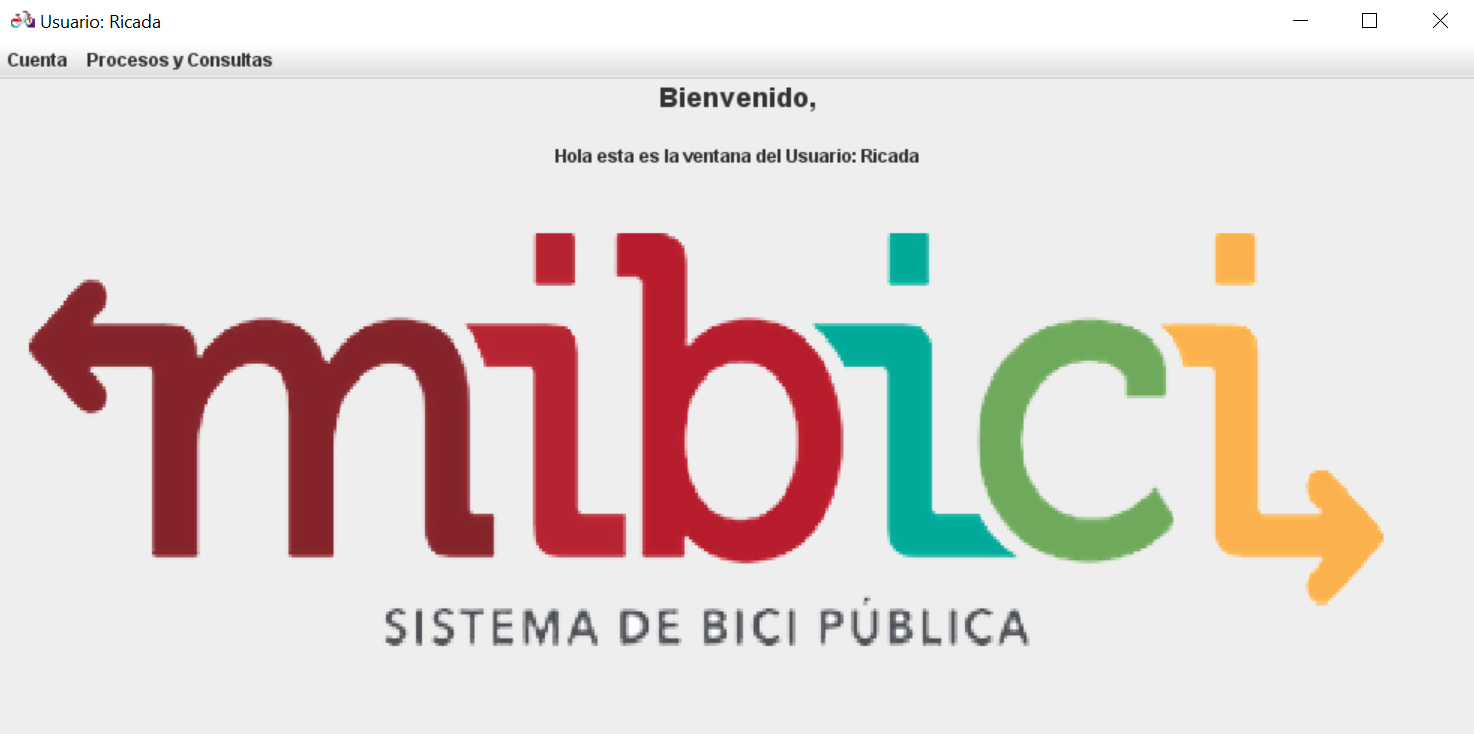 Usuario: Ricada
Cuenta Procesos y Consultas
Bienvenido,
Hola esta es la ventana del Usuario: Ricada
mibici
SISTEMA DE BICI PÚBLICA